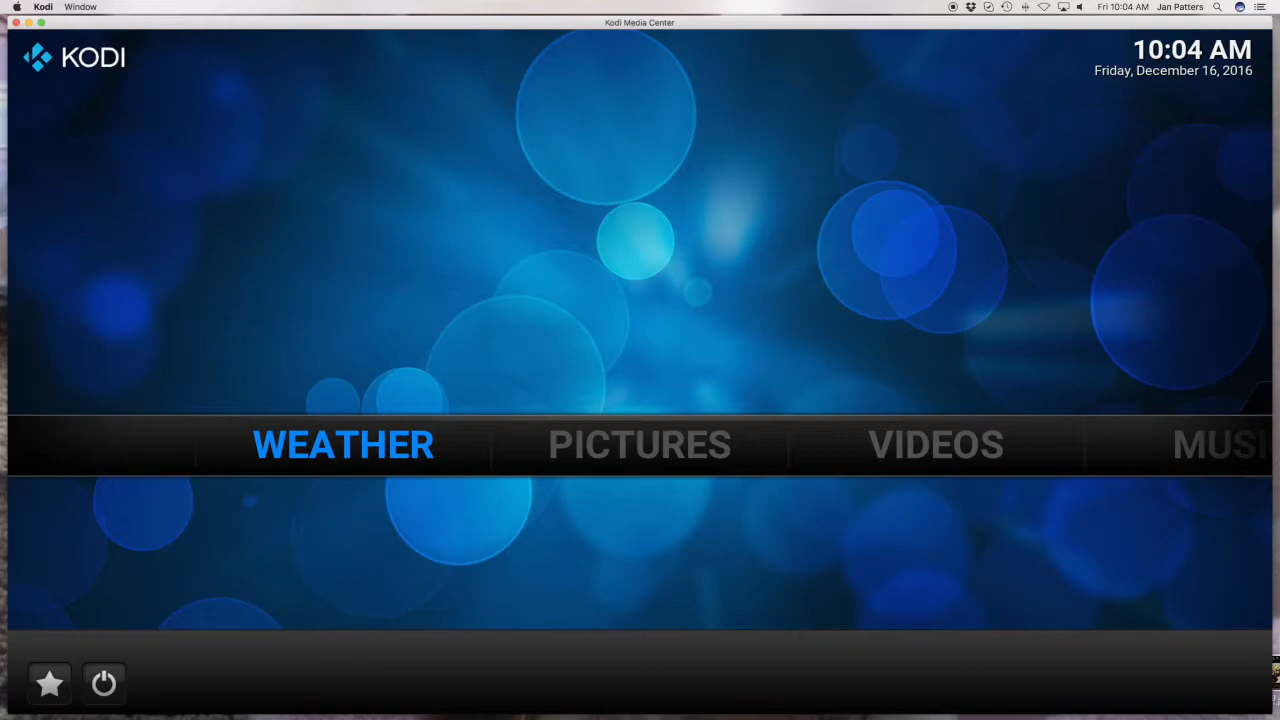 Kodi Window Fri 10:04 AM Jan Patters
Kodi Media Center
KODI
10:04 AM
Friday, December 16, 2016
WEATHER PICTURES VIDEOS MUSI